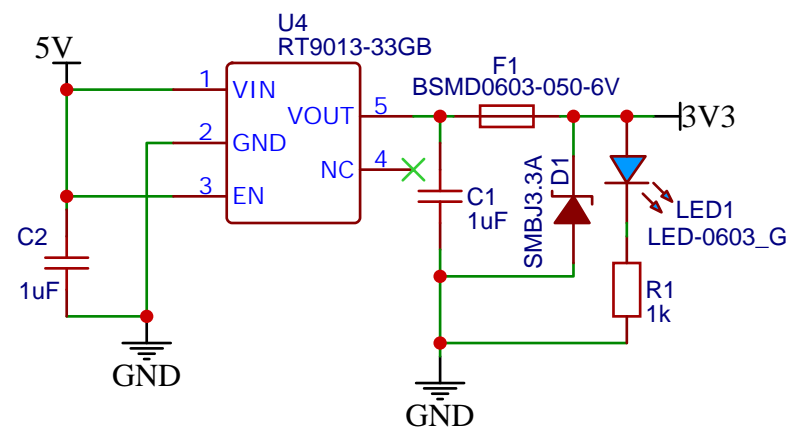 U4
RT9013-33GB
5V
1
VIN
2
GND
3
EN
VOUT
5
NC
4
C2
1uF
GND
F1
BSMD0603-050-6V
3V3
C1
1uF
SMBJ3.3A
D1
LED1
LED-0603_G
R1
1k
GND